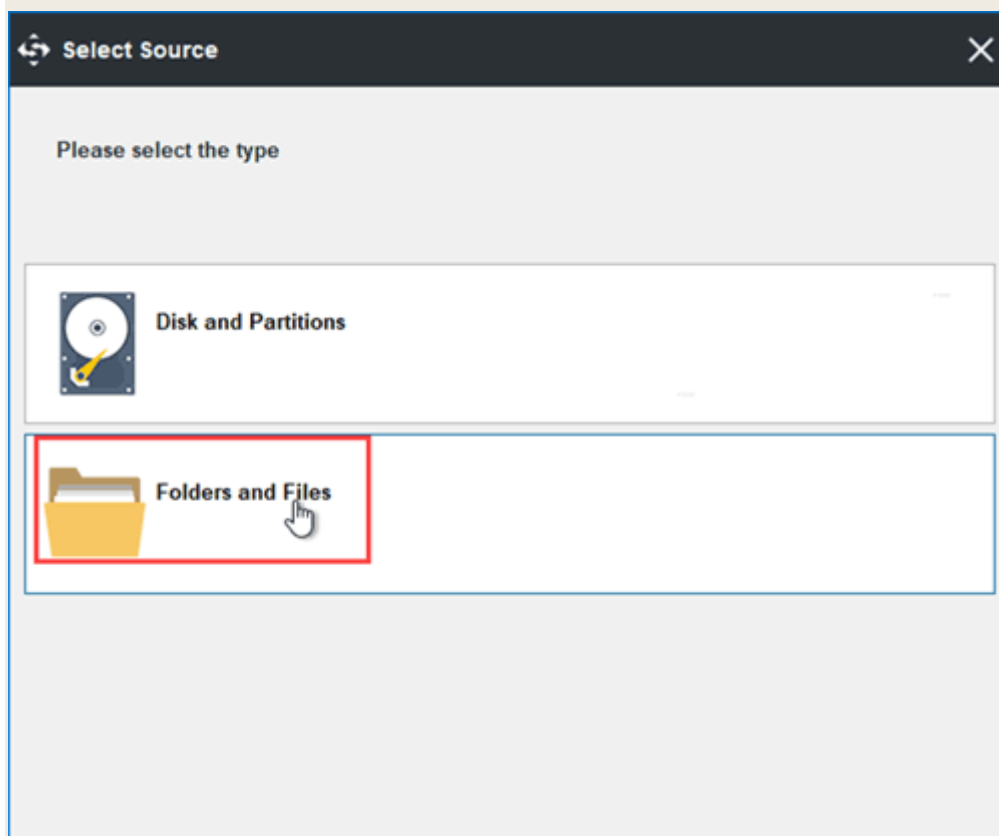 Select Source
Please select the type
Disk and Partitions
Folders and Files